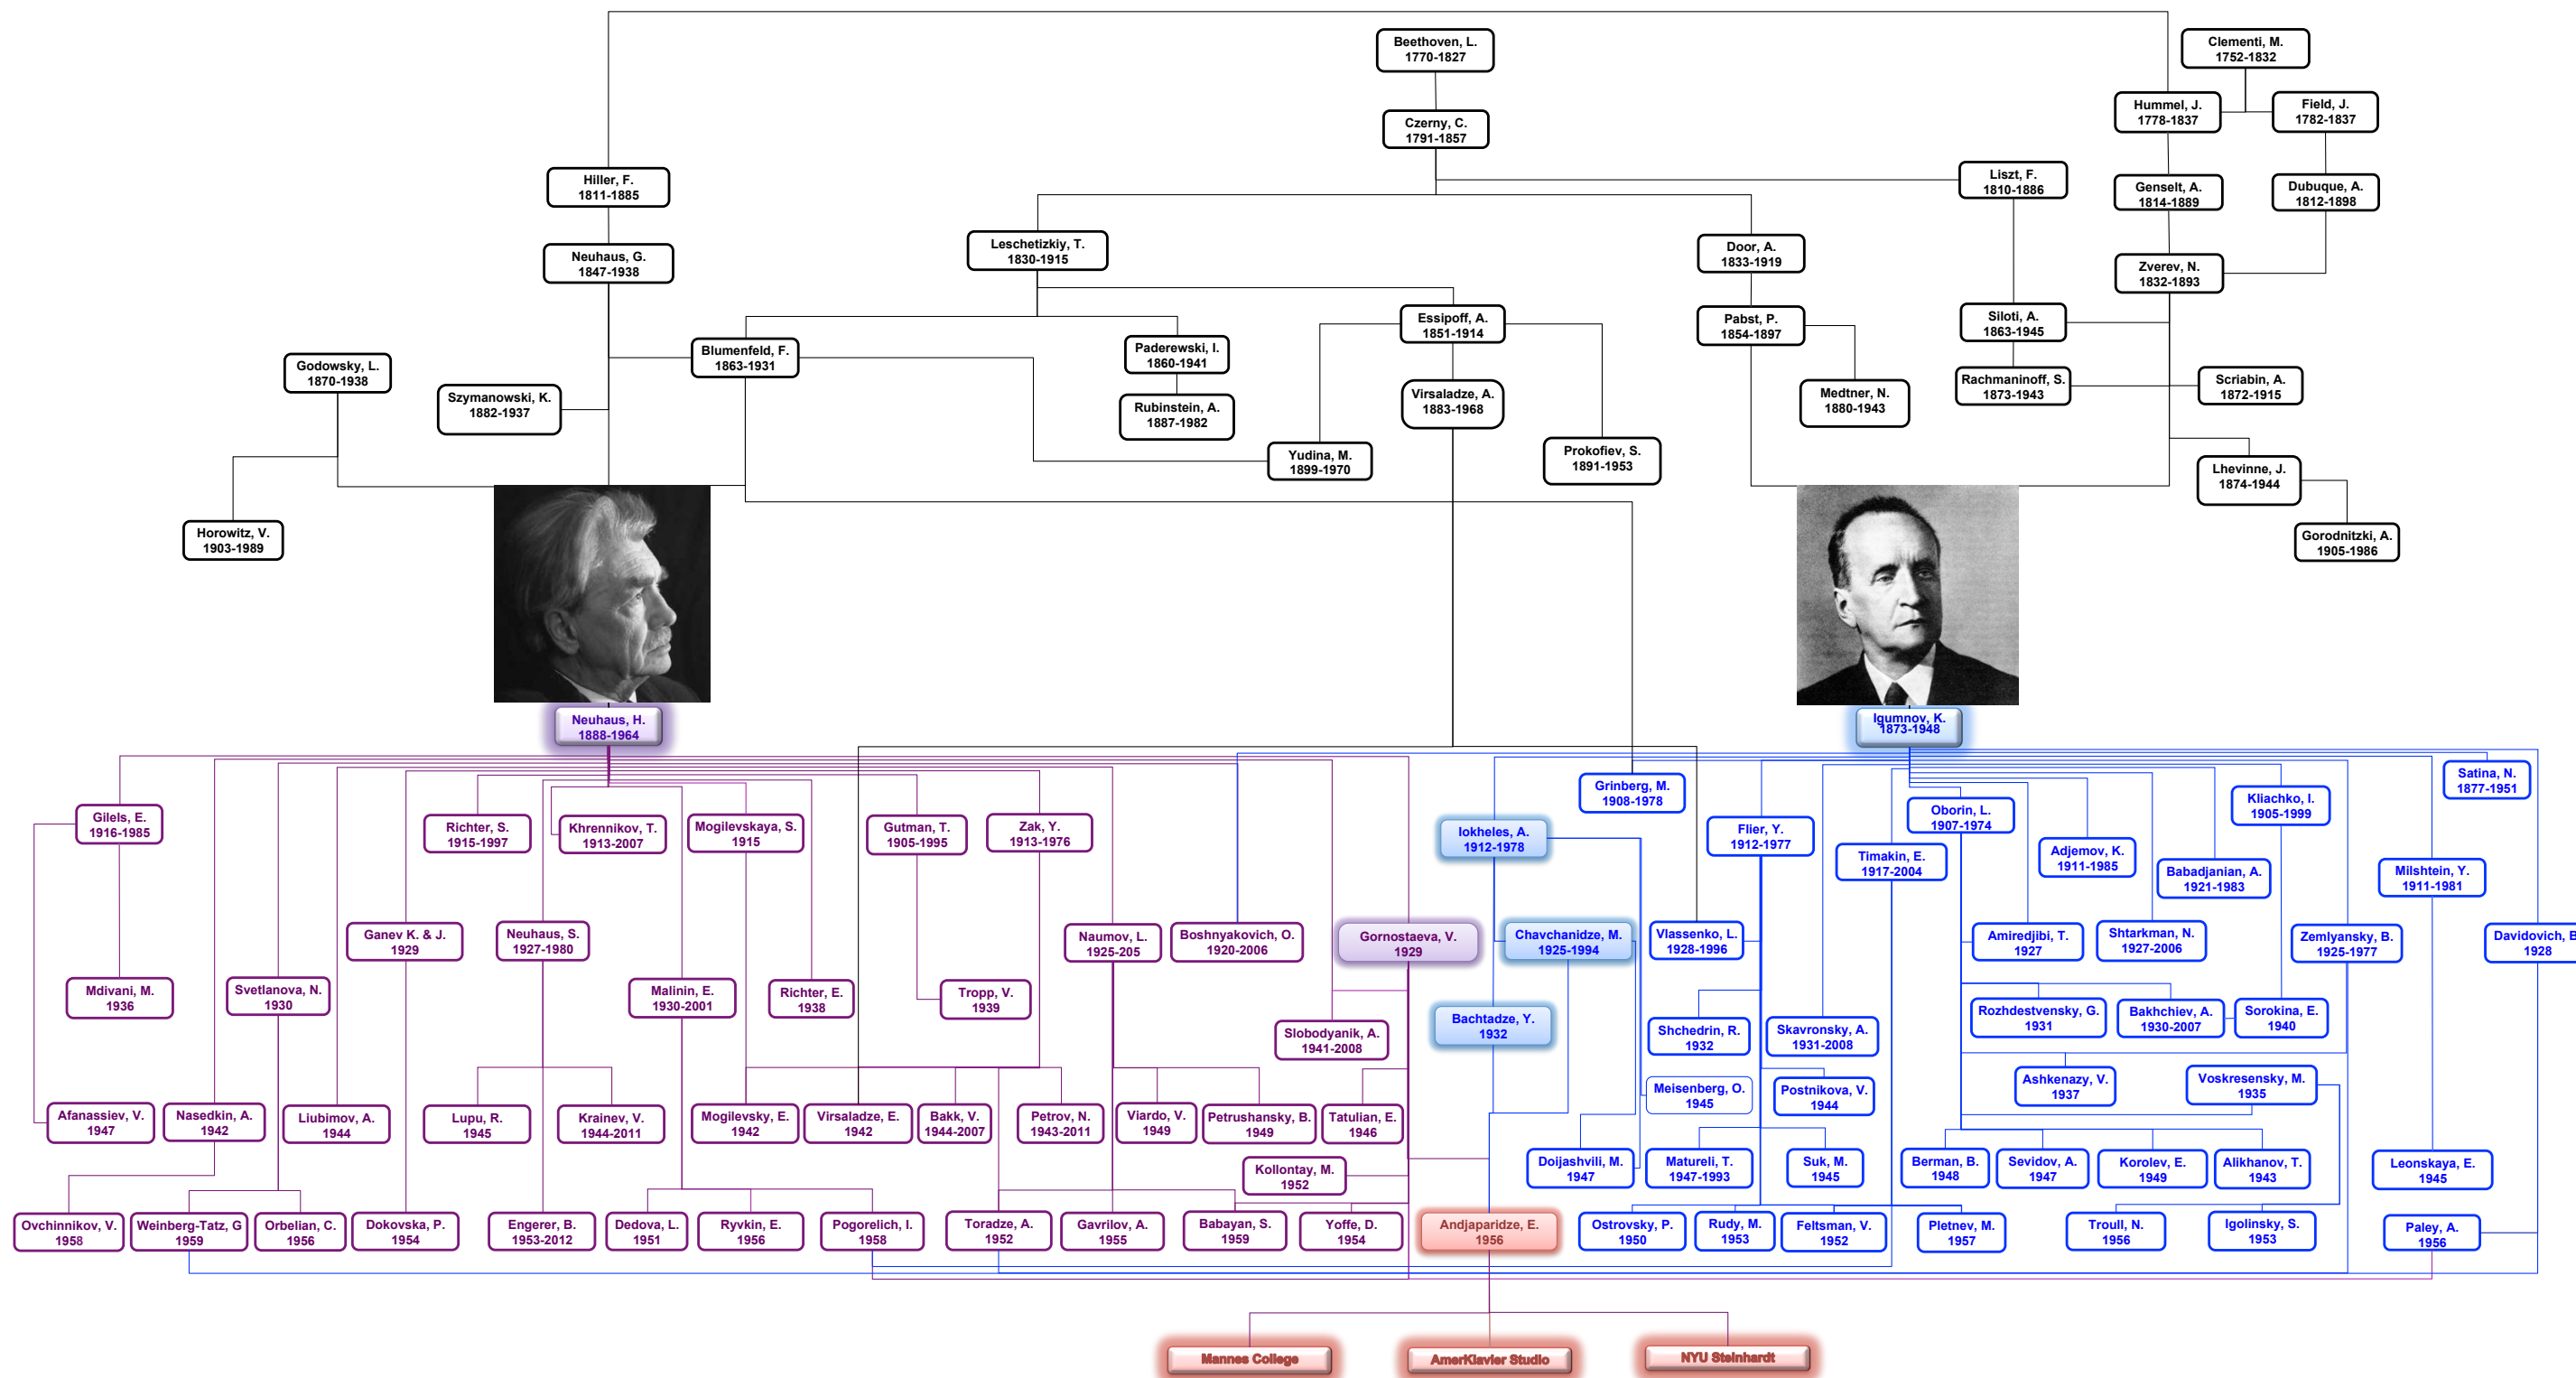 Beethoven, L.
1770-1827
Clementi, M.
1752-1832
Czerny, C.
1791-1857
Hummel, J.
1778-1837
Field, J.
1782-1837
Hiller, F.
1811-1885
Liszt, F.
1810-1886
Genselt, A.
1814-1889
Dubuque, A.
1812-1898
Neuhaus, G.
1847-1938
Leschetizkiy, T.
1830-1915
Door, A.
1833-1919
Zverev, N.
1832-1893
Essipoff, A.
1851-1914
Pabst, P.
1854-1897
Siloti, A.
1863-1945
Godowsky, L.
1870-1938
Blumenfeld, F.
1863-1931
Paderewski, I.
1860-1941
Szymanowski, K.
1882-1937
Rubinstein, A.
1887-1982
Virsaladze, A.
1883-1968
Medtner, N.
1880-1943
Rachmaninoff, S.
1873-1943
Scriabin, A.
1872-1915
Yudina, M.
1899-1970
Prokofiev, S.
1891-1953
Lhevinne, J.
1874-1944
Horowitz, V.
1903-1989
Gorodnitzki, A.
1905-1986
Neuhaus, H.
1888-1964
Igumnov, K.
1873-1948
Gilels, E.
1916-1985
Richter, S.
1915-1997
Khrennikov, T.
1913-2007
Mogilevskaya, S.
1915
Gutman, T.
1905-1995
Zak, Y.
1913-1976
Iokheles, A.
1912-1978
Grinberg, M.
1908-1978
Flier, Y.
1912-1977
Timakin, E.
1917-2004
Oborin, L.
1907-1974
Adjemov, K.
1911-1985
Babadjanian, A.
1921-1983
Kliachko, I.
1905-1999
Satina, N.
1877-1951
Milshtein, Y.
1911-1981
Ganev K. & J.
1929
Neuhaus, S.
1927-1980
Naumov, L.
1925-205
Boshnyakovich, O.
1920-2006
Gornostaeva, V.
1929
Chavchanidze, M.
1925-1994
Vlassenko, L.
1928-1996
Amiredjibi, T.
1927
Shtarkman, N.
1927-2006
Zemlyansky, B.
1925-1977
Davidovich, B
1928
Mdivani, M.
1936
Svetlanova, N.
1930
Malinin, E.
1930-2001
Richter, E.
1938
Tropp, V.
1939
Slobodyanik, A.
1941-2008
Bachtadze, Y.
1932
Shchedrin, R.
1932
Skavronsky, A.
1931-2008
Rozhdestvensky, G.
1931
Bakhchiev, A.
1930-2007
Sorokina, E.
1940
Meisenberg, O.
1945
Postnikova, V.
1944
Ashkenazy, V.
1937
Voskresensky, M.
1935
Afanassiev, V.
1947
Nasedkin, A.
1942
Liubimov, A.
1944
Lupu, R.
1945
Krainev, V.
1944-2011
Mogilevsky, E.
1942
Virsaladze, E.
1942
Bakk, V.
1944-2007
Petrov, N.
1943-2011
Viardo, V.
1949
Petrushansky, B.
1949
Tatulian, E.
1946
Kollontay, M.
1952
Doijashvili, M.
1947
Matureli, T.
1947-1993
Suk, M.
1945
Berman, B.
1948
Sevidov, A.
1947
Korolev, E.
1949
Alikhanov, T.
1943
Leonskaya, E.
1945
Ovchinnikov, V.
1958
Weinberg-Tatz, G
1959
Orbelian, C.
1956
Dokovska, P.
1954
Engerer, B.
1953-2012
Dedova, L.
1951
Ryvkin, E.
1956
Pogorelich, I.
1958
Toradze, A.
1952
Gavrilov, A.
1955
Babayan, S.
1959
Yoffe, D.
1954
Andjaparidze, E.
1956
Ostrovsky, P.
1950
Rudy, M.
1953
Feltsman, V.
1952
Pletnev, M.
1957
Troull, N.
1956
Igolinsky, S.
1953
Paley, A.
1956
Mannes College
AmerKlavier Studio
NYU Steinhardt